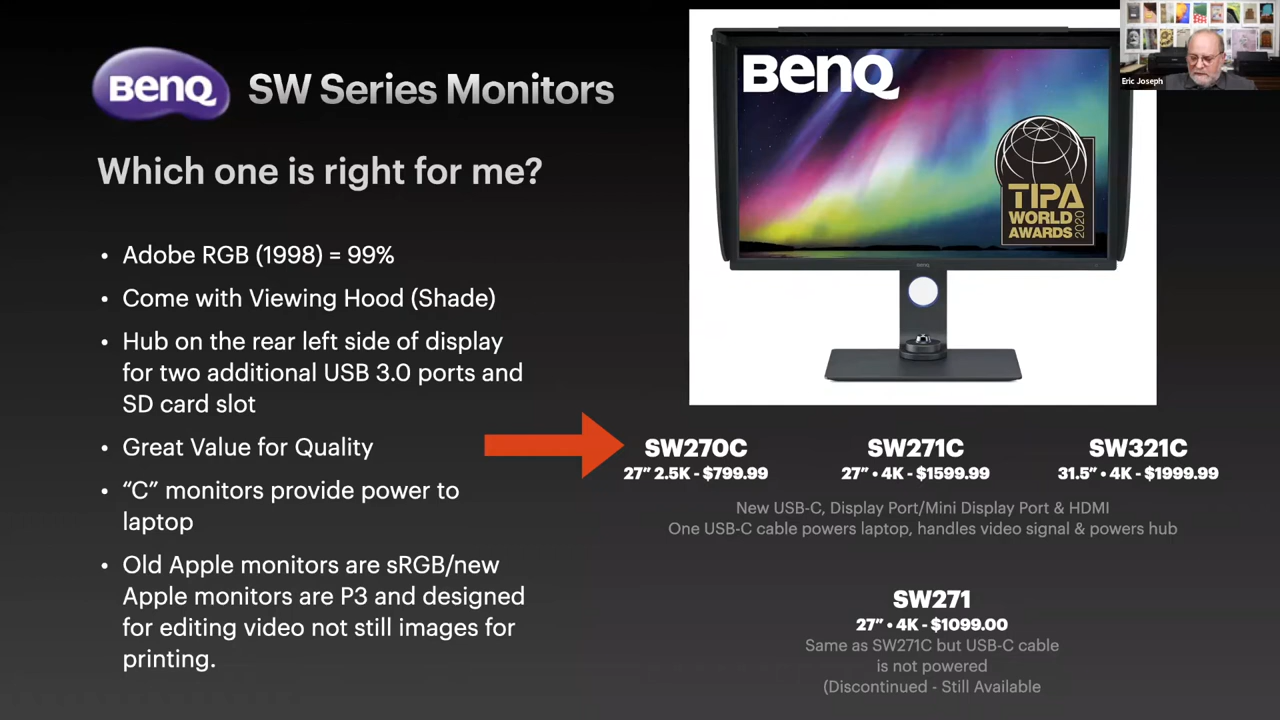 BenQ SW Series Monitors
Which one is right for me?
• Adobe RGB (1998) = 99%
• Come with Viewing Hood (Shade)
• Hub on the rear left side of display
for two additional USB 3.0 ports and
SD card slot
• Great Value for Quality
• “C” monitors provide power to
laptop
• Old Apple monitors are sRGB/new
Apple monitors are P3 and designed
for editing video not still images for
printing.
BenQ
TIPA
WORLD
AWARDS 2020
BenQ
Eric Joseph
SW270C
27” 2.5K - $799.99
SW271C
27” • 4K - $1599.99
SW321C
31.5” • 4K - $1999.99
New USB-C, Display Port/Mini Display Port & HDMI
One USB-C cable powers laptop, handles video signal & powers hub
SW271
27” • 4K - $1099.00
Same as SW271C but USB-C cable
is not powered
(Discontinued - Still Available